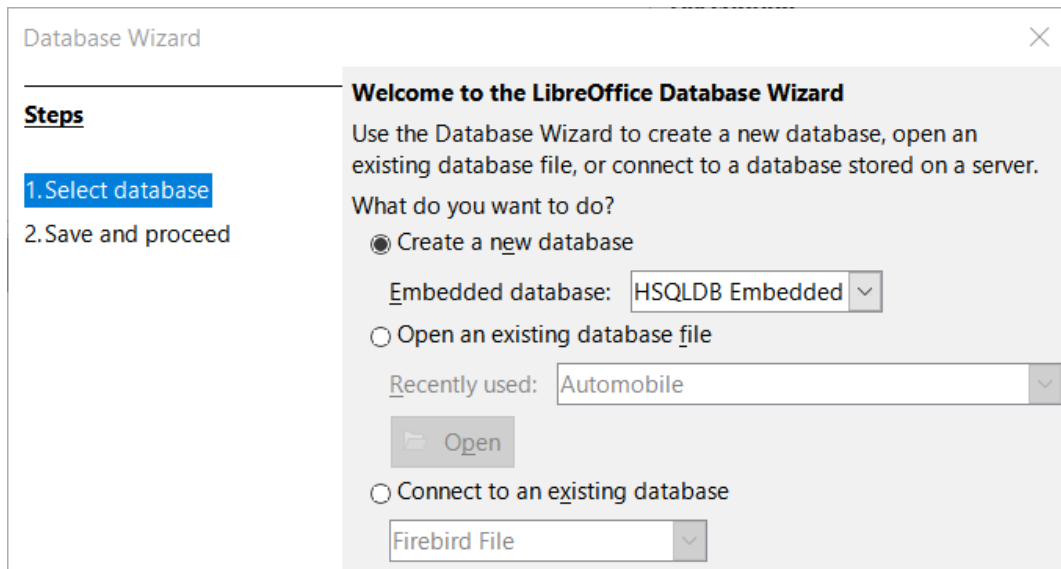 Database Wizard
Steps
1. Select database
2. Save and proceed
Welcome to the LibreOffice Database Wizard
Use the Database Wizard to create a new database, open an
existing database file, or connect to a database stored on a server.
What do you want to do?
Create a new database
Embedded database: HSQLDB Embedded
Open an existing database file
Recently used: Automobile
Open
Connect to an existing database
Firebird File